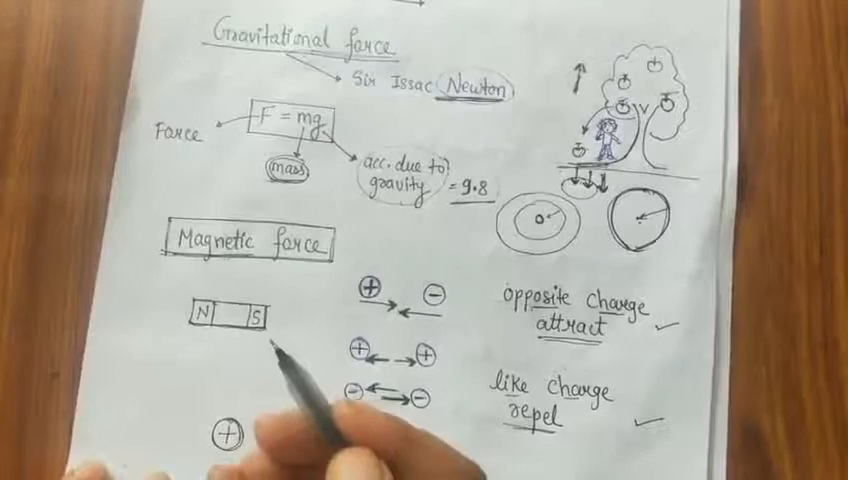 Gravitational force
Sir Issac Newton
F = mg
Force
mass
acc. due to gravity = 9.8
Magnetic force
N S
+ -
opposite charge
attract
+ +
like charge
repel
- -
+